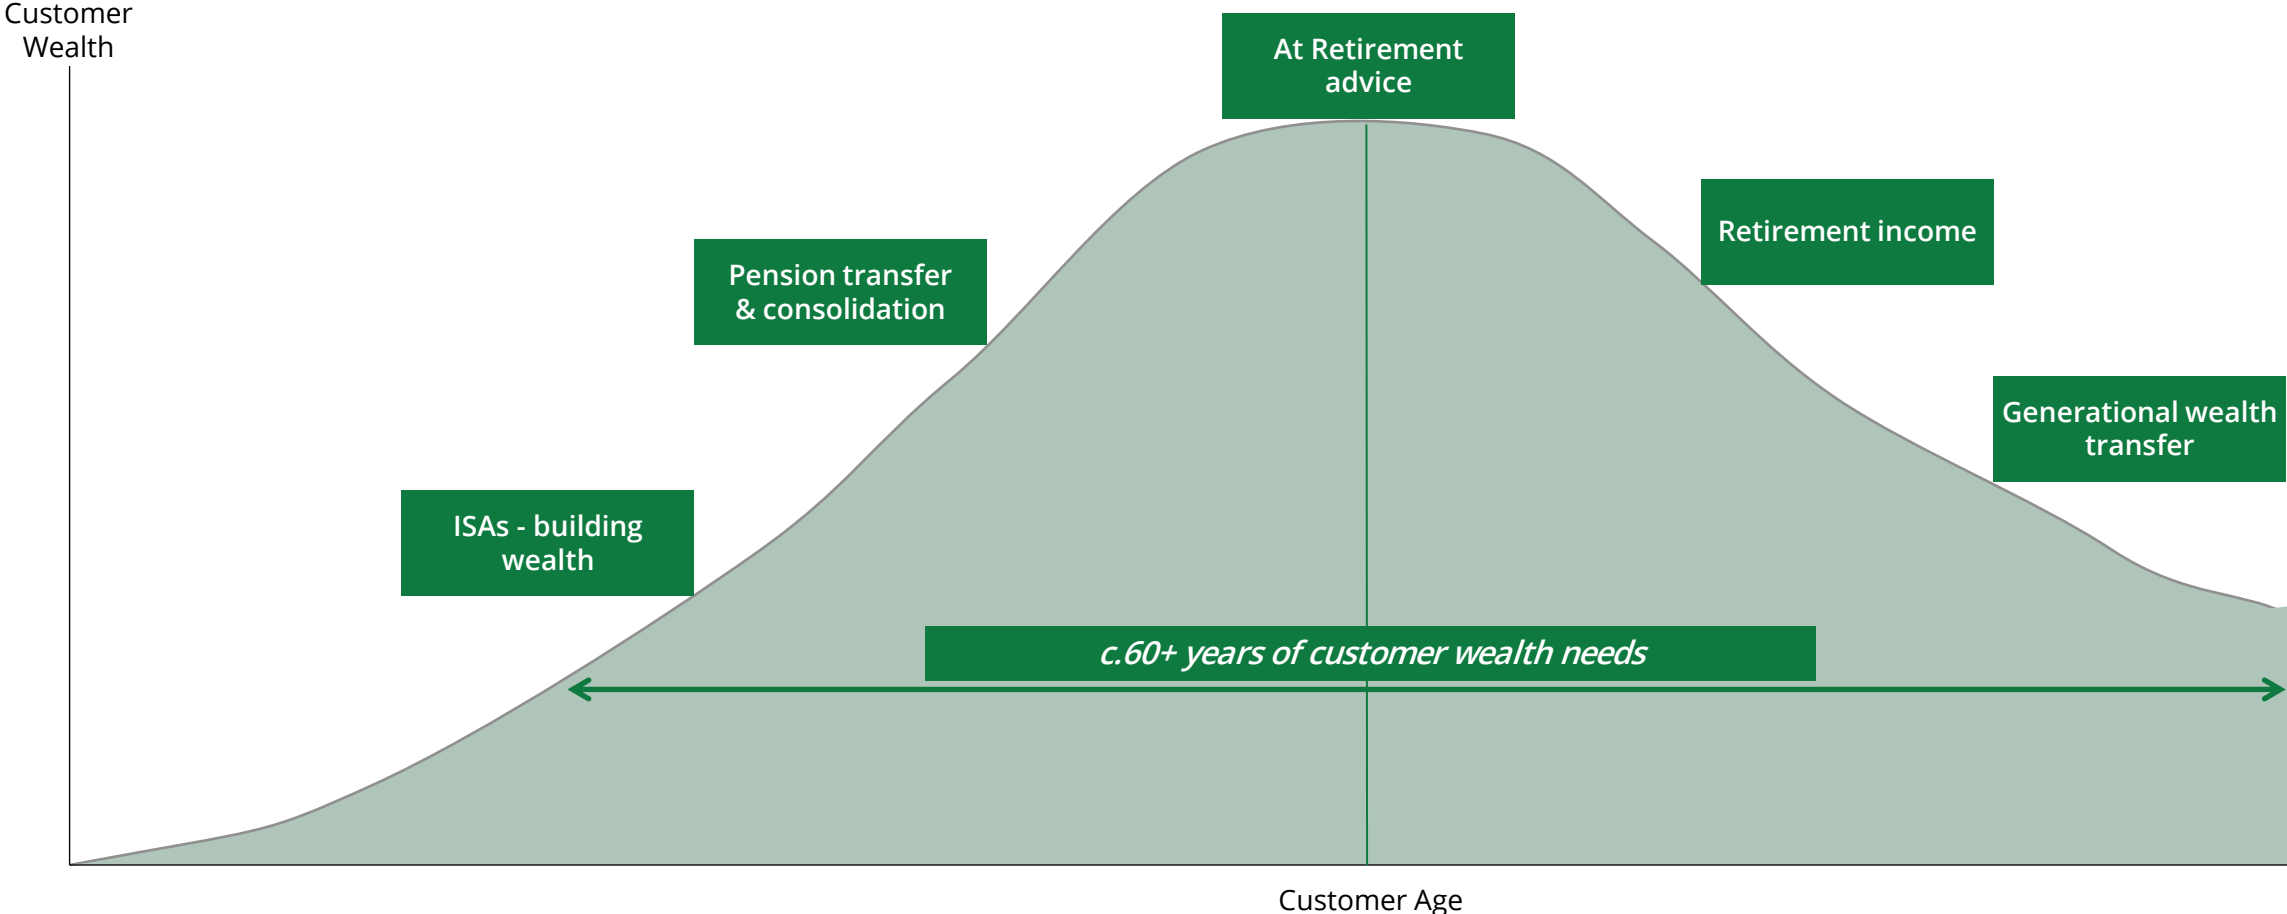 Customer
Wealth
At Retirement
advice
Retirement income
Pension transfer
& consolidation
Generational wealth
transfer
ISAs - building
wealth
c.60+ years of customer wealth needs
Customer Age